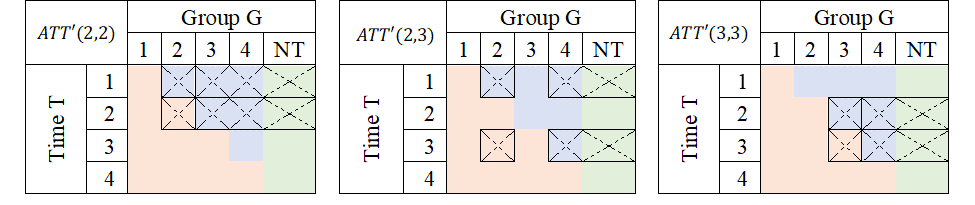 ATT′(2,2) Group G
1 2 3 4 NT
Time T
1
2
3
4
ATT′(2,3) Group G
1 2 3 4 NT
Time T
1
2
3
4
ATT′(3,3) Group G
1 2 3 4 NT
Time T
1
2
3
4